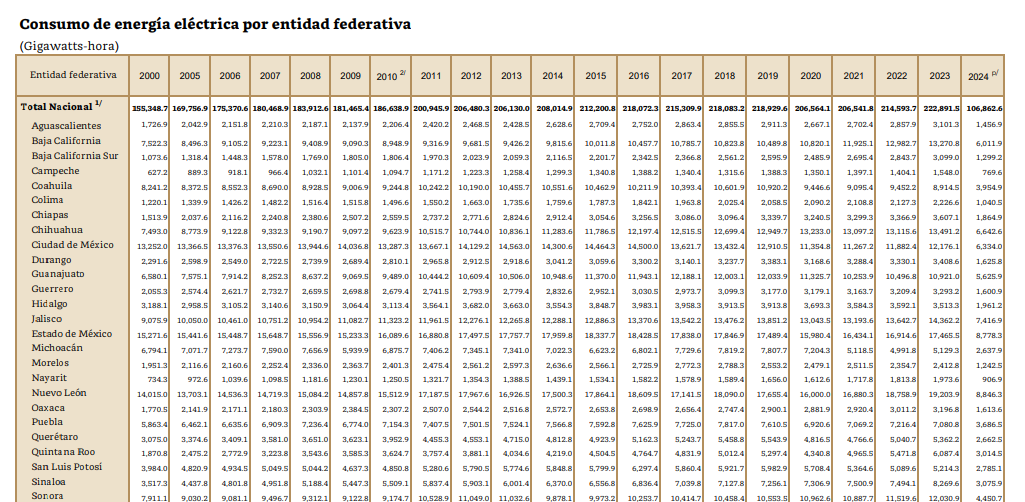 Consumo de energía eléctrica por entidad federativa
(Gigawatts-hora)
Entidad federativa 2000 2005 2006 2007 2008 2009 2010 2/ 2011 2012 2013 2014 2015 2016 2017 2018 2019 2020 2021 2022 2023 2024 p/
Total Nacional 1/ 155,348.7 169,756.9 175,370.6 180,468.9 183,912.6 181,465.4 186,638.9 200,945.9 206,480.3 206,130.0 208,014.9 212,200.8 218,072.3 215,309.9 218,083.2 218,929.6 206,564.1 206,541.8 214,593.7 222,891.5 106,862.6
Aguascalientes 1,726.9 2,042.9 2,151.8 2,210.3 2,187.1 2,137.9 2,206.4 2,420.2 2,468.5 2,428.5 2,628.6 2,709.4 2,752.0 2,863.4 2,855.5 2,911.3 2,667.1 2,702.4 2,857.9 3,101.3 1,456.9
Baja California 7,522.3 8,496.3 9,105.2 9,223.1 9,408.9 9,090.3 8,948.9 9,316.9 9,681.5 9,426.2 9,815.6 10,011.8 10,457.7 10,785.7 10,823.8 10,489.8 10,820.1 11,925.1 12,982.7 13,270.8 6,011.9
Baja California Sur 1,073.6 1,318.4 1,448.3 1,578.0 1,769.0 1,805.0 1,806.4 1,970.3 2,023.9 2,059.3 2,116.5 2,201.7 2,342.5 2,366.8 2,561.2 2,595.9 2,485.9 2,695.4 2,843.7 3,099.0 1,299.2
Campeche 627.2 889.3 918.1 966.4 1,032.1 1,101.4 1,094.7 1,171.2 1,223.3 1,258.4 1,299.3 1,340.8 1,388.2 1,340.4 1,315.6 1,388.3 1,350.1 1,397.1 1,404.1 1,548.0 769.6
Coahuila 8,241.2 8,372.5 8,552.3 8,690.0 8,928.5 9,006.9 9,244.8 10,242.2 10,190.0 10,455.7 10,551.5 10,462.9 10,211.9 10,393.4 10,601.9 10,920.2 9,446.6 9,095.4 9,452.2 8,914.5 3,954.9
Colima 1,220.1 1,339.9 1,426.2 1,482.2 1,516.4 1,515.8 1,496.6 1,550.2 1,663.0 1,735.6 1,759.6 1,787.3 1,842.1 1,963.8 2,025.4 2,058.5 2,090.2 2,108.8 2,127.3 2,226.6 1,040.5
Chiapas 1,513.9 2,037.6 2,116.2 2,240.8 2,380.6 2,507.2 2,559.5 2,737.2 2,771.6 2,824.6 2,912.4 3,054.6 3,256.5 3,086.0 3,096.4 3,339.7 3,240.5 3,299.3 3,366.9 3,607.1 1,864.9
Chihuahua 7,493.0 8,773.9 9,122.8 9,332.3 9,190.7 9,097.2 9,623.9 10,515.7 10,744.0 10,836.1 11,283.6 11,786.5 12,197.4 12,515.5 12,699.4 12,949.7 13,233.0 13,097.2 13,115.6 13,491.2 6,642.6
Ciudad de México 13,252.0 13,366.5 13,376.3 13,550.6 13,944.6 14,036.8 13,287.3 13,667.1 14,129.2 14,563.0 14,300.6 14,464.3 14,500.0 13,621.7 13,432.4 12,910.5 11,354.8 11,267.2 11,882.4 12,176.1 6,334.0
Durango 2,291.6 2,598.9 2,549.0 2,722.5 2,739.9 2,689.4 2,810.1 2,965.8 2,912.5 2,918.6 3,041.2 3,059.6 3,300.2 3,140.1 3,237.7 3,383.1 3,168.6 3,288.4 3,330.1 3,408.6 1,625.8
Guanajuato 6,580.1 7,575.1 7,914.2 8,252.3 8,637.2 9,069.5 9,489.0 10,444.2 10,609.4 10,506.0 10,948.5 11,370.0 11,943.1 12,188.1 12,003.1 12,033.9 11,325.7 10,253.9 10,496.8 10,921.0 5,625.9
Guerrero 2,055.3 2,574.4 2,621.7 2,732.7 2,659.5 2,698.8 2,679.4 2,741.5 2,793.9 2,779.4 2,832.6 2,952.1 3,030.5 2,973.7 3,099.3 3,177.0 3,179.1 3,163.7 3,209.4 3,293.2 1,600.9
Hidalgo 3,188.1 2,958.5 3,105.2 3,140.6 3,150.9 3,064.4 3,113.4 3,564.1 3,682.0 3,663.0 3,554.3 3,848.7 3,983.1 3,958.3 3,913.5 3,913.8 3,693.3 3,584.3 3,592.1 3,513.3 1,961.2
Jalisco 9,075.9 10,050.0 10,461.0 10,751.2 10,954.2 11,082.7 11,323.2 11,961.5 12,276.1 12,265.8 12,288.1 12,886.3 13,370.6 13,542.2 13,476.2 13,851.2 13,043.5 13,193.6 13,642.7 14,362.2 7,416.9
Estado de México 15,271.6 15,441.6 15,448.7 15,648.7 15,556.9 15,233.3 16,089.6 16,880.8 17,497.5 17,757.7 17,959.8 18,337.7 18,428.5 17,838.0 17,846.9 17,489.9 15,980.4 16,434.1 16,914.6 17,465.5 8,778.3
Michoacán 6,794.1 7,071.7 7,273.7 7,590.0 7,656.9 5,939.9 6,875.7 7,406.2 7,345.1 7,341.0 7,022.3 6,623.2 6,802.1 7,729.6 7,819.2 7,807.7 7,204.3 5,118.5 4,991.8 5,129.3 2,637.9
Morelos 1,951.3 2,116.6 2,160.6 2,252.4 2,336.0 2,363.7 2,401.3 2,475.4 2,561.2 2,597.3 2,636.6 2,566.1 2,725.9 2,772.3 2,788.3 2,553.2 2,479.1 2,511.5 2,354.7 2,412.8 1,242.5
Nayarit 734.3 972.6 1,039.6 1,098.5 1,181.6 1,230.1 1,250.5 1,321.7 1,354.3 1,388.5 1,439.1 1,534.1 1,582.2 1,578.9 1,589.4 1,656.0 1,612.6 1,717.8 1,813.8 1,973.6 906.9
Nuevo León 14,015.0 13,703.1 14,536.3 14,719.3 15,084.2 14,857.8 15,512.9 17,187.1 17,967.6 16,926.5 17,500.3 17,864.1 18,609.5 17,141.5 18,090.0 17,655.4 16,000.0 16,880.3 18,758.9 19,203.9 8,846.3
Oaxaca 1,770.5 2,141.9 2,171.1 2,180.3 2,303.9 2,384.5 2,307.2 2,507.0 2,544.2 2,516.8 2,572.7 2,653.8 2,698.9 2,656.4 2,747.4 2,900.1 2,881.9 2,920.4 3,011.2 3,196.8 1,613.6
Puebla 5,863.4 6,462.1 6,635.6 6,909.3 7,236.4 6,774.0 7,154.3 7,407.5 7,501.5 7,524.1 7,566.8 7,592.8 7,625.9 7,725.0 7,817.0 7,610.5 6,920.6 7,069.2 7,216.4 7,080.8 3,686.5
Querétaro 3,075.0 3,374.6 3,409.1 3,581.0 3,651.0 3,623.1 3,952.9 4,455.3 4,553.1 4,715.0 4,812.8 4,923.9 5,162.3 5,243.7 5,458.8 5,549.3 4,816.5 4,766.8 5,040.7 5,362.2 2,662.5
Quintana Roo 1,870.8 2,475.2 2,772.9 3,223.8 3,543.6 3,585.3 3,624.7 3,757.4 3,881.1 4,034.6 4,219.0 4,504.5 4,764.7 4,831.9 5,012.4 5,297.4 4,340.8 4,965.5 5,471.8 6,087.4 3,014.5
San Luis Potosí 3,984.0 4,820.9 4,934.5 5,049.5 5,044.2 4,637.3 4,850.8 5,280.6 5,790.5 5,774.6 5,848.8 5,799.9 6,297.4 5,860.4 5,921.7 5,982.9 5,708.4 5,364.6 5,089.6 5,214.3 2,785.1
Sinaloa 3,517.3 4,437.8 4,801.8 4,951.8 5,188.4 5,447.3 5,509.1 5,837.4 5,903.1 6,001.4 6,370.0 6,556.8 6,836.4 7,039.8 7,127.8 7,256.1 7,306.9 7,500.9 7,494.1 8,269.6 3,075.9
Sonora 7,911.1 9,030.2 9,081.1 9,496.7 9,312.1 9,122.8 9,174.7 10,528.9 11,049.0 11,032.6 9,878.1 9,973.2 10,253.7 10,414.7 10,458.4 10,553.5 10,962.6 10,887.7 11,519.6 12,030.9 4,450.7